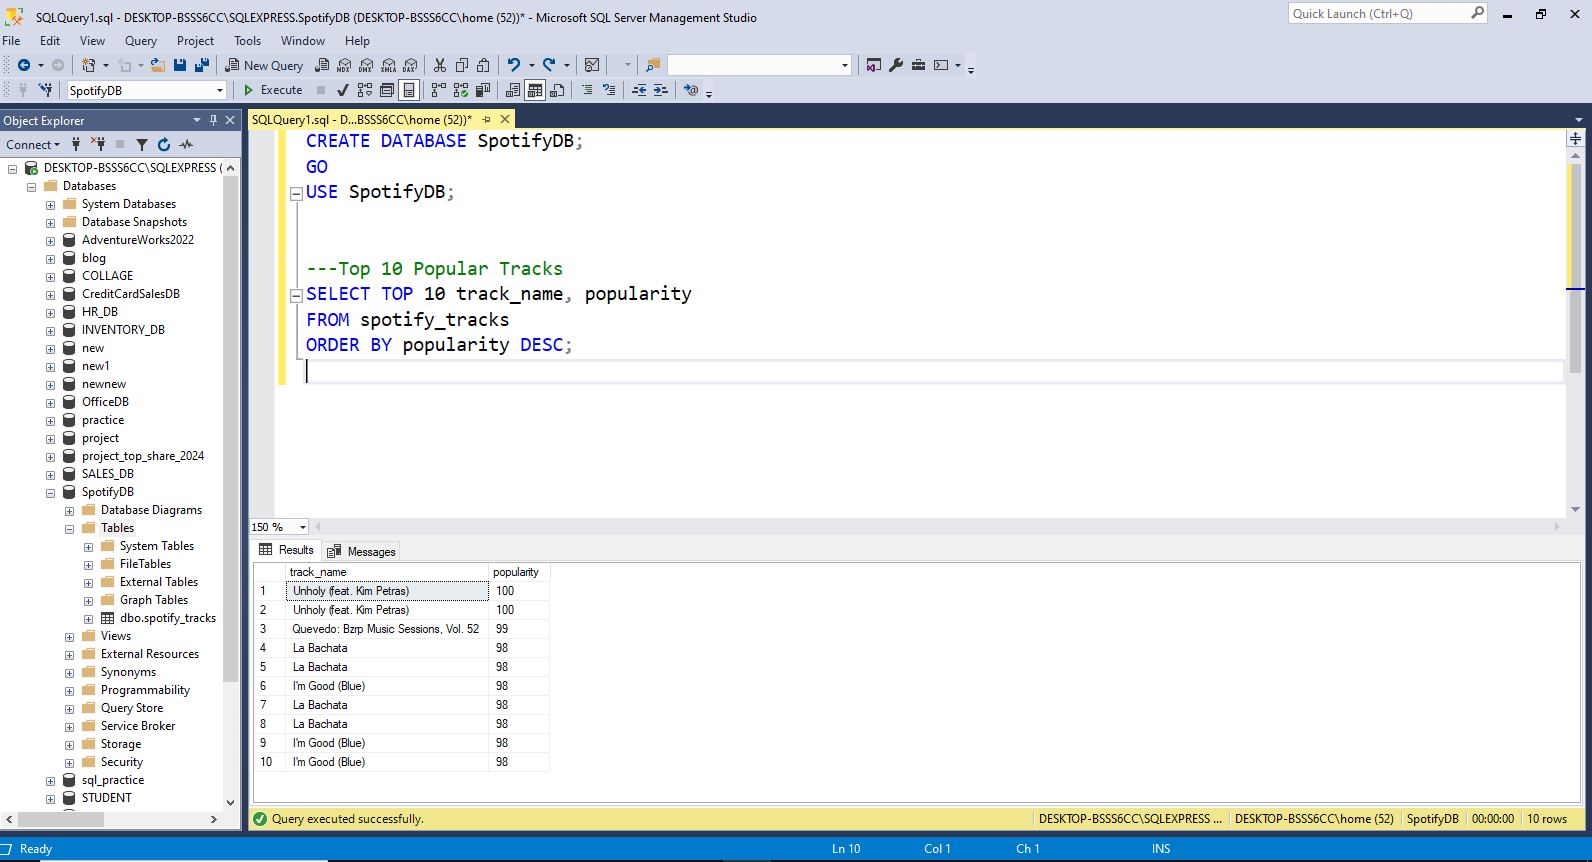 SQLQuery1.sql - DESKTOP-BSSS6CC\SQLEXPRESS.SpotifyDB (DESKTOP-BSSS6CC\home (52))* - Microsoft SQL Server Management Studio
Quick Launch (Ctrl+Q)
File Edit View Query Project Tools Window Help
New Query MDX DMX XMLA DAX
SpotifyDB Execute
Object Explorer
SQLQuery1.sql - D...BSSS6CC\home (52))*
Connect
DESKTOP-BSSS6CC\SQLEXPRESS (
Databases
System Databases
Database Snapshots
AdventureWorks2022
blog
COLLAGE
CreditCardSalesDB
HR_DB
INVENTORY_DB
new
new1
newnew
OfficeDB
practice
project
project_top_share_2024
SALES_DB
SpotifyDB
Database Diagrams
Tables
System Tables
FileTables
External Tables
Graph Tables
dbo.spotify_tracks
Views
External Resources
Synonyms
Programmability
Query Store
Service Broker
Storage
Security
sql_practice
STUDENT
CREATE DATABASE SpotifyDB;
GO
USE SpotifyDB;
---Top 10 Popular Tracks
SELECT TOP 10 track_name, popularity
FROM spotify_tracks
ORDER BY popularity DESC;
150 %
Results Messages
track_name popularity
1 Unholy (feat. Kim Petras) 100
2 Unholy (feat. Kim Petras) 100
3 Quevedo: Bzrp Music Sessions, Vol. 52 99
4 La Bachata 98
5 La Bachata 98
6 I'm Good (Blue) 98
7 La Bachata 98
8 La Bachata 98
9 I'm Good (Blue) 98
10 I'm Good (Blue) 98
Query executed successfully. DESKTOP-BSSS6CC\SQLEXPRESS ... DESKTOP-BSSS6CC\home (52) SpotifyDB 00:00:00 10 rows
Ready Ln 10 Col 1 Ch 1 INS